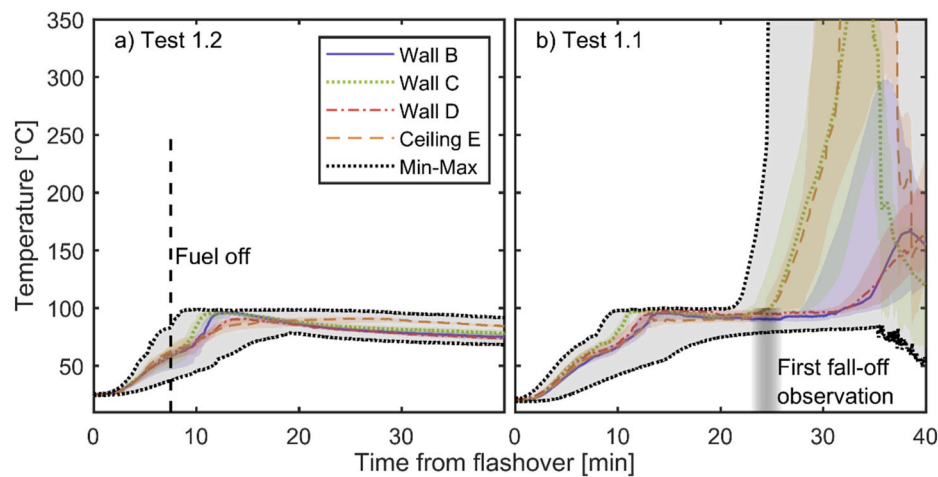 a) Test 1.2
b) Test 1.1
Wall B
Wall C
Wall D
Ceiling E
Min-Max
Fuel off
First fall-off
observation
Temperature [°C]
350
300
250
200
150
100
50
0
10
20
30
0
10
20
30
40
Time from flashover [min]